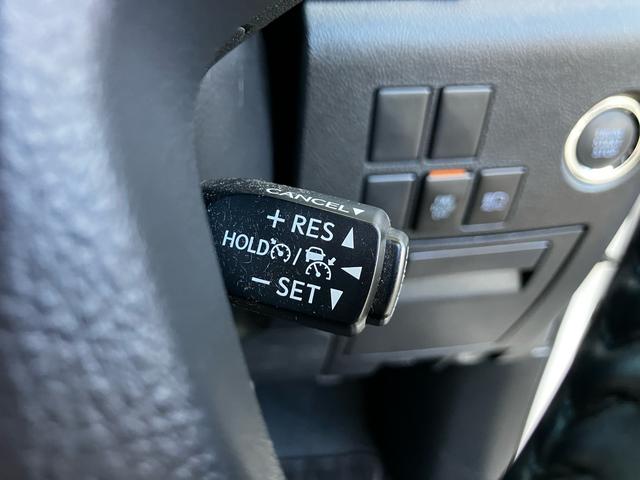 CANCEL▼
+ RES ▲
HOLD / ◀
− SET ▼